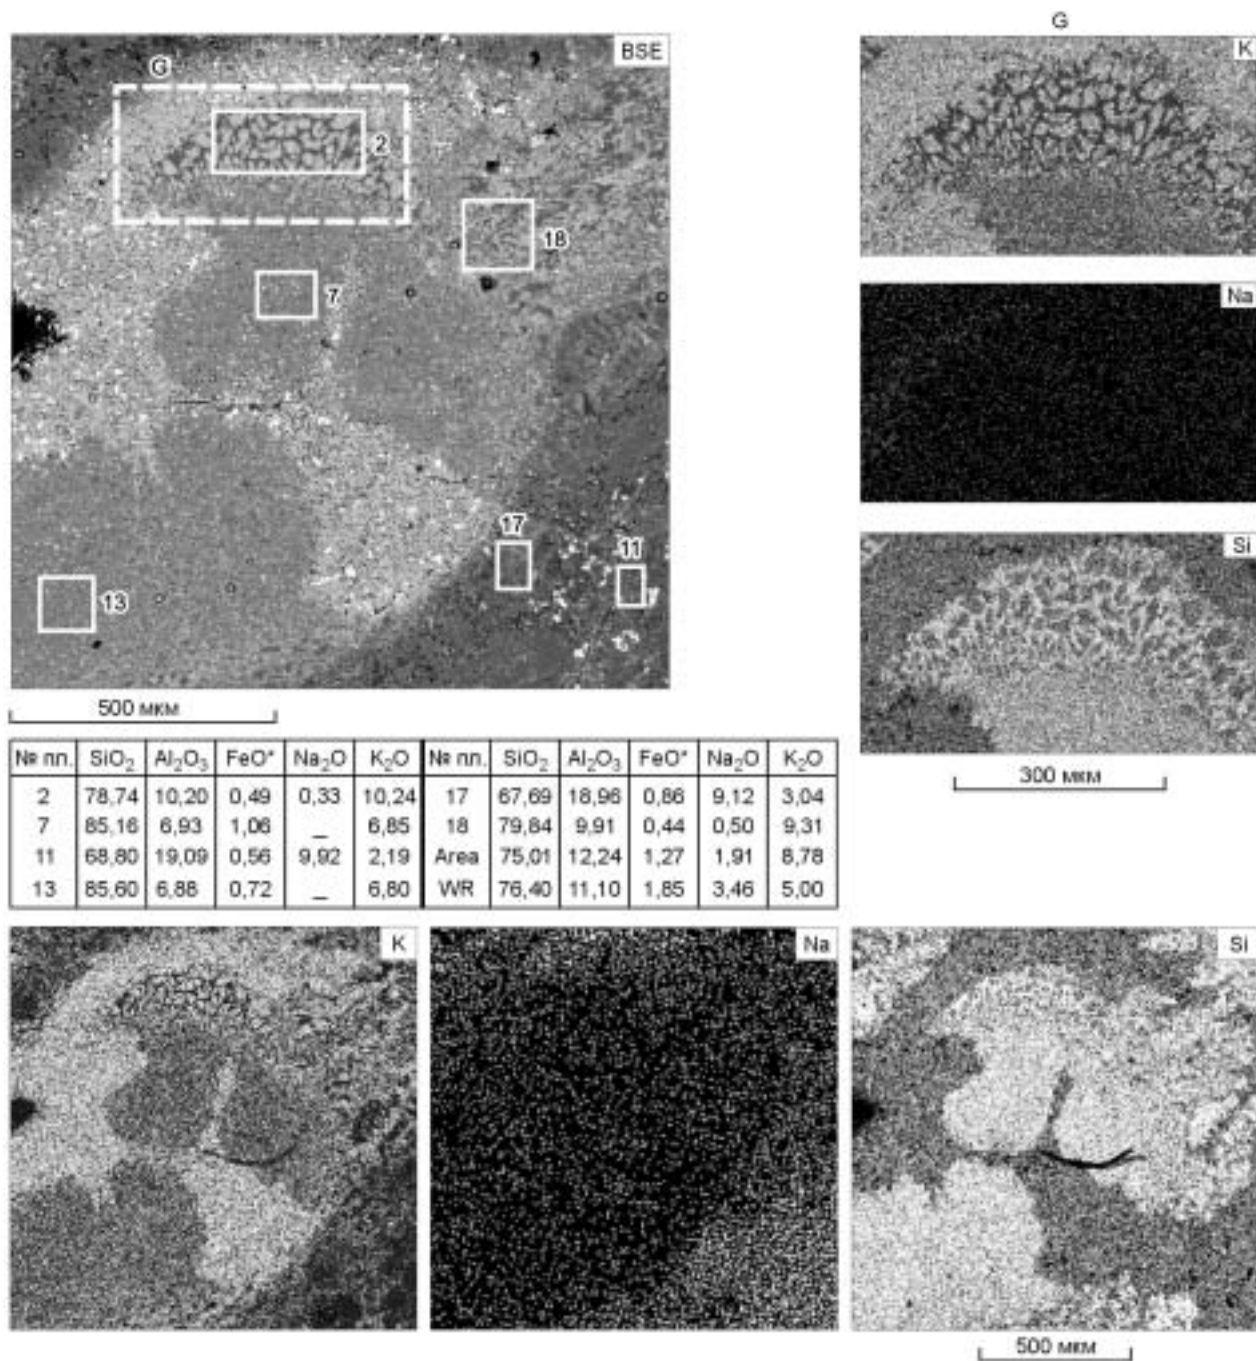 G
BSE
G
K
2
18
7
Na
17
11
13
Si
500 мкм
300 мкм
№ пп. SiO₂ Al₂O₃ FeO* Na₂O K₂O № пп. SiO₂ Al₂O₃ FeO* Na₂O K₂O
2 78,74 10,20 0,49 0,33 10,24 17 67,69 18,96 0,86 9,12 3,04
7 85,16 6,93 1,06 _ 6,85 18 79,84 9,91 0,44 0,50 9,31
11 68,80 19,09 0,56 9,92 2,19 Area 75,01 12,24 1,27 1,91 8,78
13 85,60 6,88 0,72 _ 6,80 WR 76,40 11,10 1,85 3,46 5,00
K
Na
Si
500 мкм